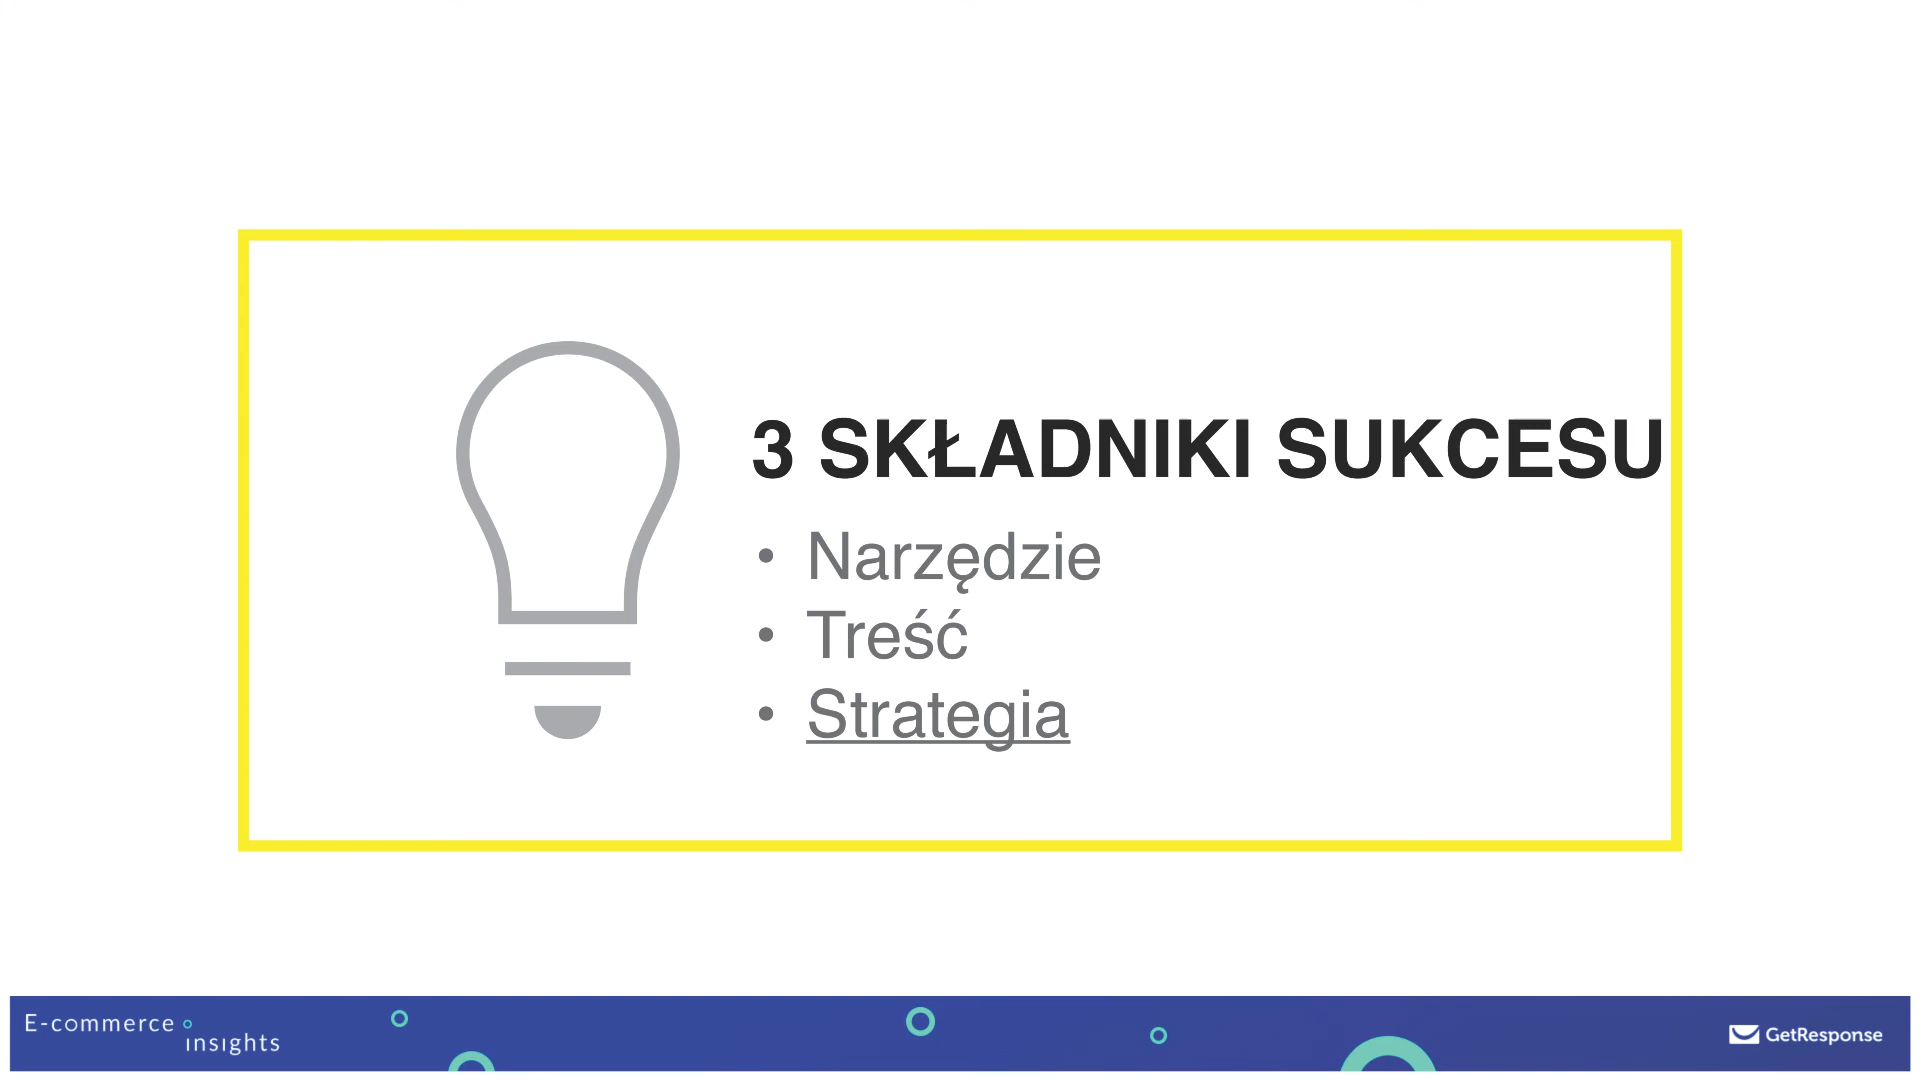 3 SKŁADNIKI SUKCESU
• Narzędzie
• Treść
• Strategia
E-commerce
insights
GetResponse